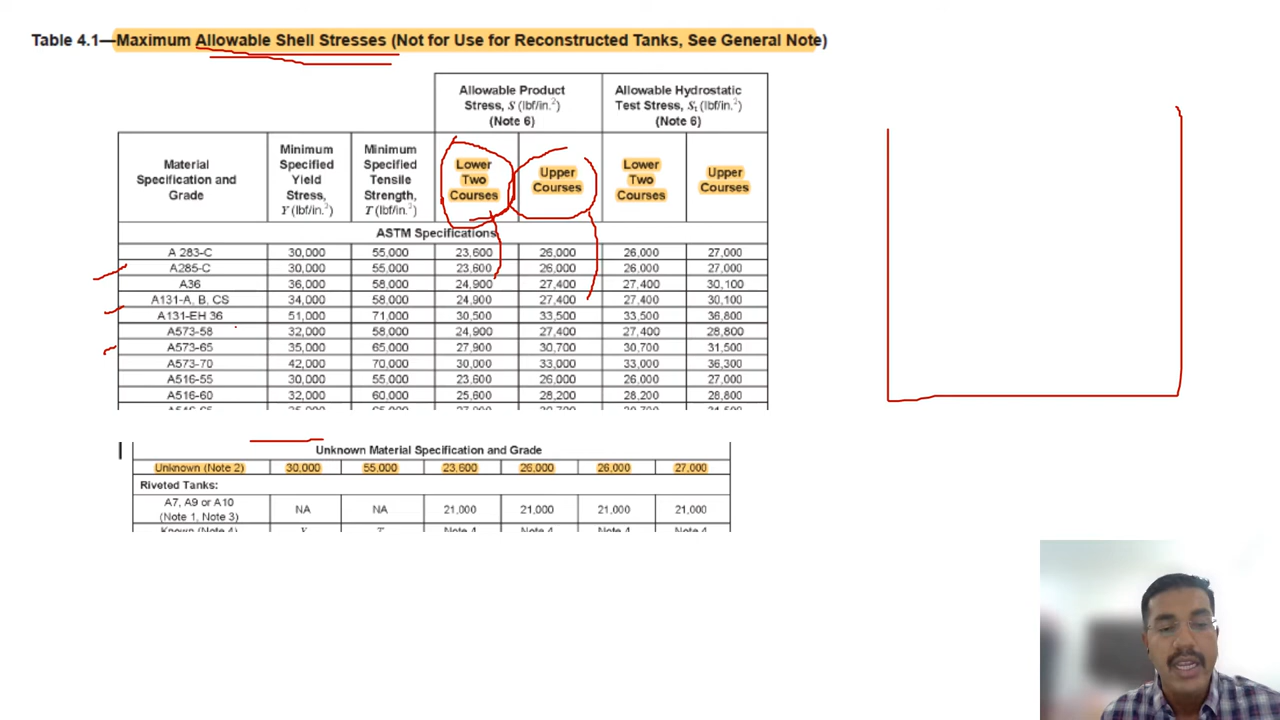 Table 4.1—Maximum Allowable Shell Stresses (Not for Use for Reconstructed Tanks, See General Note)
Allowable Product Stress, S (lbf/in.²) (Note 6) Allowable Hydrostatic Test Stress, St (lbf/in.²) (Note 6)
Material Specification and Grade Minimum Specified Yield Stress, Y (lbf/in.²) Minimum Specified Tensile Strength, T (lbf/in.²) Lower Two Courses Upper Courses Lower Two Courses Upper Courses
ASTM Specifications
A 283-C 30,000 55,000 23,600 26,000 26,000 27,000
A285-C 30,000 55,000 23,600 26,000 26,000 27,000
A36 36,000 58,000 24,900 27,400 27,400 30,100
A131-A, B, CS 34,000 58,000 24,900 27,400 27,400 30,100
A131-EH 36 51,000 71,000 30,500 33,500 33,500 36,800
A573-58 32,000 58,000 24,900 27,400 27,400 28,800
A573-65 35,000 65,000 27,900 30,700 30,700 31,500
A573-70 42,000 70,000 30,000 33,000 33,000 36,300
A516-55 30,000 55,000 23,600 26,000 26,000 27,000
A516-60 32,000 60,000 25,600 28,200 28,200 28,800
Unknown Material Specification and Grade
Unknown (Note 2) 30,000 55,000 23,600 26,000 26,000 27,000
Riveted Tanks:
A7, A9 or A10 (Note 1, Note 3) NA NA 21,000 21,000 21,000 21,000